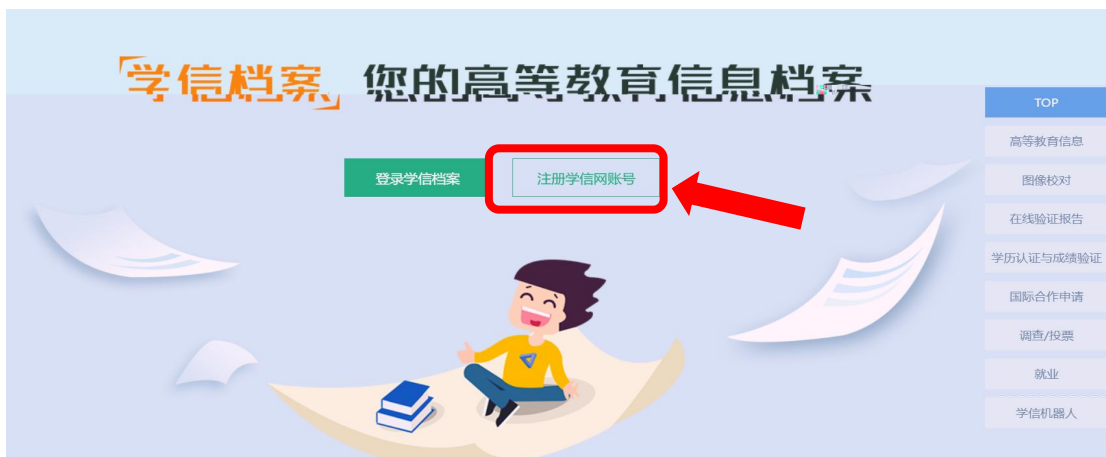 「学信档案」您的高等教育信息档案
登录学信档案
注册学信网账号
TOP
高等教育信息
图像校对
在线验证报告
学历认证与成绩验证
国际合作申请
调查/投票
就业
学信机器人